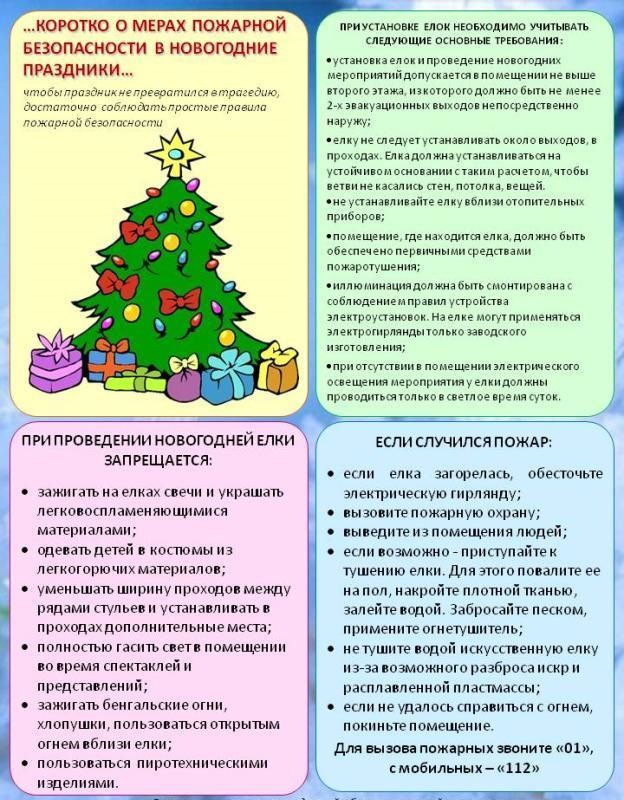 ...КОРОТКО О МЕРАХ ПОЖАРНОЙ
БЕЗОПАСНОСТИ В НОВОГОДНИЕ
ПРАЗДНИКИ...
чтобы праздник не превратился в трагедию,
достаточно соблюдать простые правила
пожарной безопасности
ПРИ УСТАНОВКЕ ЕЛОК НЕОБХОДИМО УЧИТЫВАТЬ
СЛЕДУЮЩИЕ ОСНОВНЫЕ ТРЕБОВАНИЯ:
•установка елок и проведение новогодних
мероприятий допускается в помещении не выше
второго этажа, из которого должно быть не менее
2-х эвакуационных выходов непосредственно
наружу;
•елку не следует устанавливать около выходов, в
проходах. Елка должна устанавливаться на
устойчивом основании с таким расчетом, чтобы
ветви не касались стен, потолка, вещей.
•не устанавливайте елку вблизи отопительных
приборов;
•помещение, где находится елка, должно быть
обеспечено первичными средствами
пожаротушения;
•иллюминация должна быть смонтирована с
соблюдением правил устройства
электроустановок. На елке могут применяться
электрогирлянды только заводского
изготовления;
•при отсутствии в помещении электрического
освещения мероприятия у елки должны
проводиться только в светлое время суток.
ПРИ ПРОВЕДЕНИИ НОВОГОДНЕЙ ЕЛКИ
ЗАПРЕЩАЕТСЯ:
• зажигать на елках свечи и украшать
легковоспламеняющимися
материалами;
• одевать детей в костюмы из
легкогорючих материалов;
• уменьшать ширину проходов между
рядами стульев и устанавливать в
проходах дополнительные места;
• полностью гасить свет в помещении
во время спектаклей и
представлений;
• зажигать бенгальские огни,
хлопушки, пользоваться открытым
огнем вблизи елки;
• пользоваться пиротехническими
изделиями.
ЕСЛИ СЛУЧИЛСЯ ПОЖАР:
• если елка загорелась, обесточьте
электрическую гирлянду;
• вызовите пожарную охрану;
• выведите из помещения людей;
• если возможно - приступайте к
тушению елки. Для этого повалите ее
на пол, накройте плотной тканью,
залейте водой. Забросайте песком,
примените огнетушитель;
• не тушите водой искусственную елку
из-за возможного разброса искр и
расплавленной пластмассы;
• если не удалось справиться с огнем,
покиньте помещение.
Для вызова пожарных звоните «01»,
с мобильных – «112»